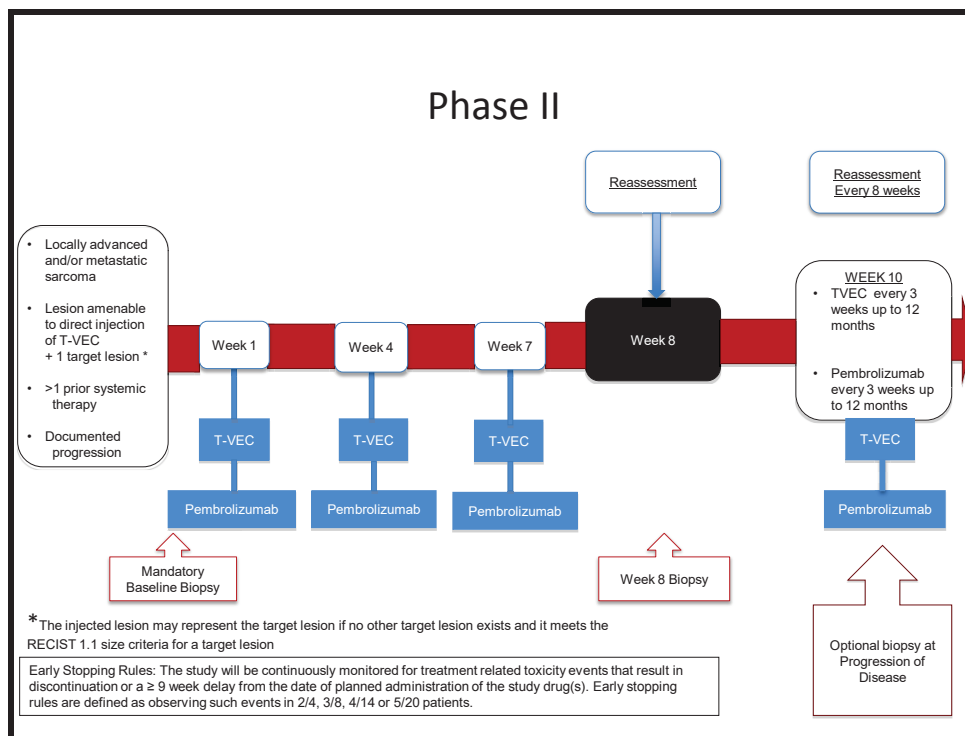 Phase II
Reassessment
Reassessment
Every 8 weeks
• Locally advanced
and/or metastatic
sarcoma
• Lesion amenable
to direct injection
of T-VEC
+ 1 target lesion *
• >1 prior systemic
therapy
• Documented
progression
Week 1
Week 4
Week 7
Week 8
WEEK 10
• TVEC every 3
weeks up to 12
months
• Pembrolizumab
every 3 weeks up
to 12 months
T-VEC
T-VEC
T-VEC
T-VEC
Pembrolizumab
Pembrolizumab
Pembrolizumab
Pembrolizumab
Mandatory
Baseline Biopsy
Week 8 Biopsy
Optional biopsy at
Progression of
Disease
*The injected lesion may represent the target lesion if no other target lesion exists and it meets the
RECIST 1.1 size criteria for a target lesion
Early Stopping Rules: The study will be continuously monitored for treatment related toxicity events that result in
discontinuation or a ≥ 9 week delay from the date of planned administration of the study drug(s). Early stopping
rules are defined as observing such events in 2/4, 3/8, 4/14 or 5/20 patients.